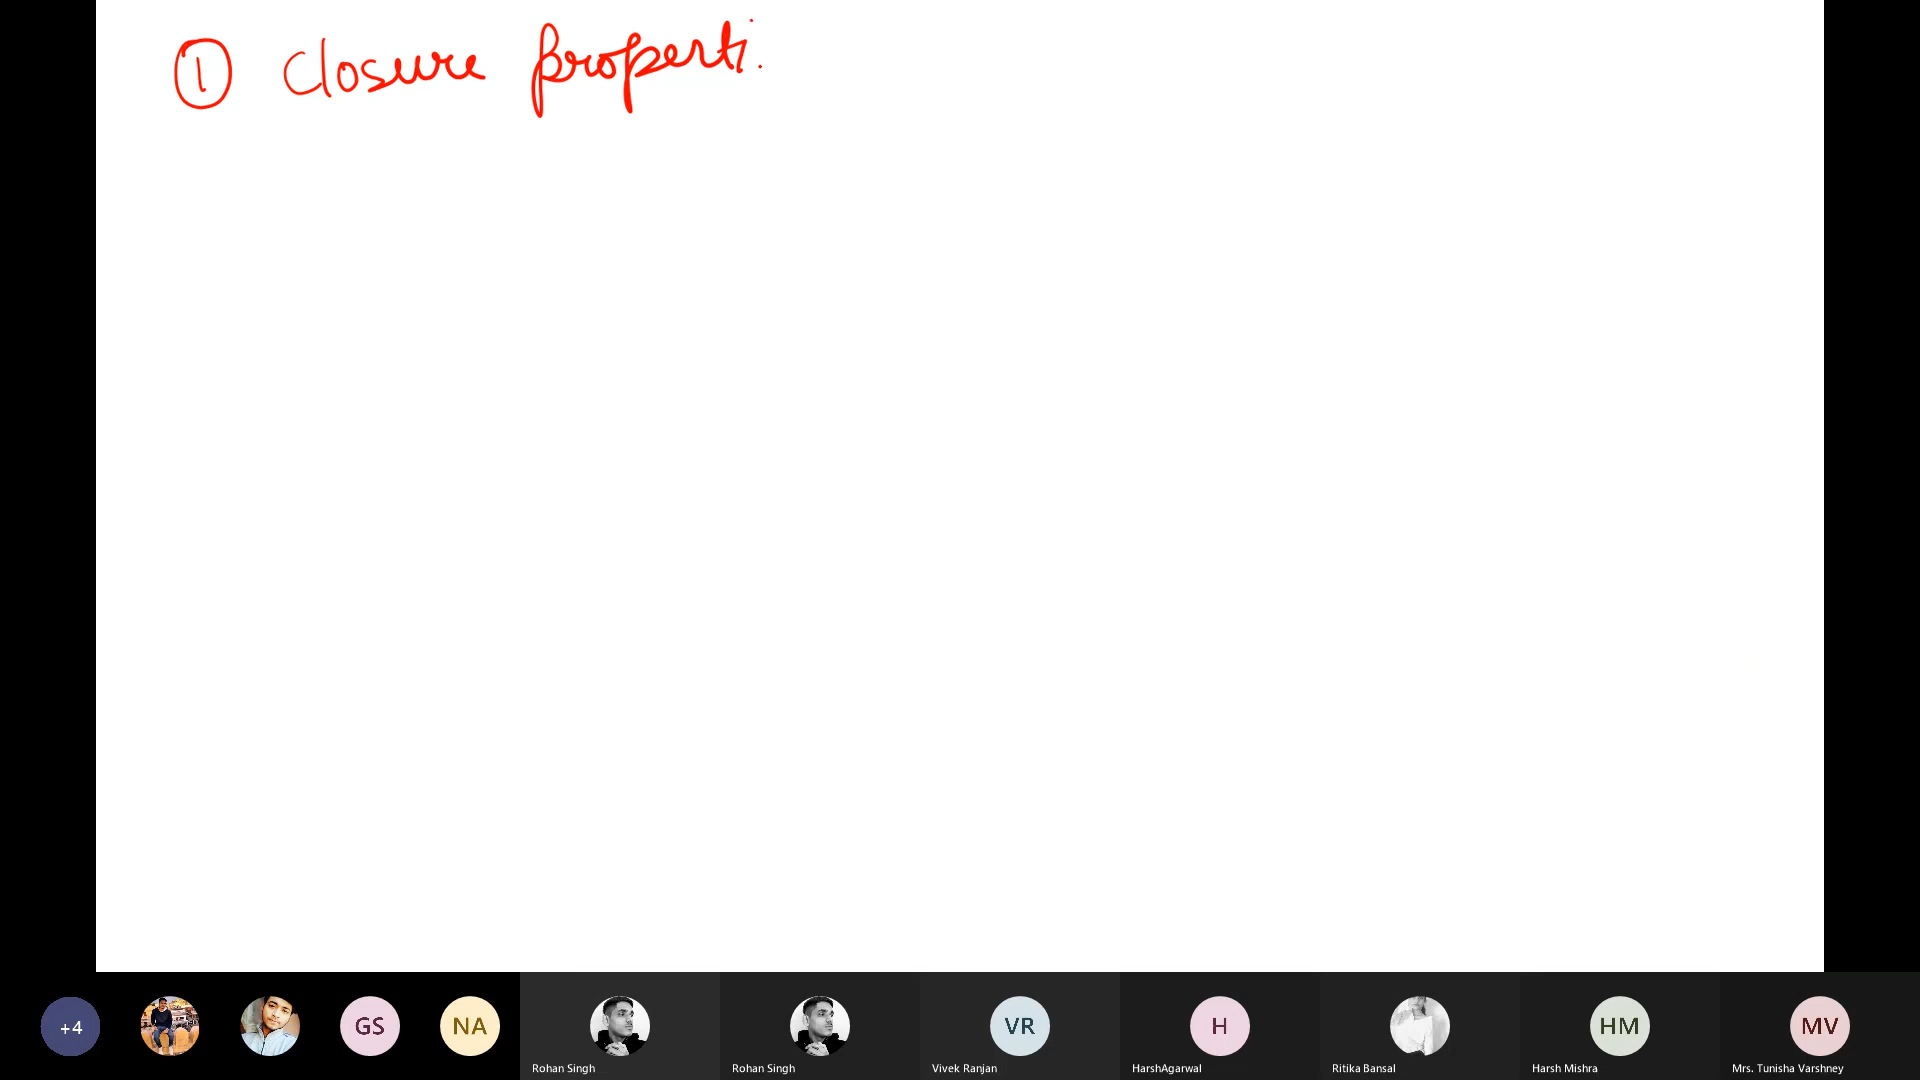 ① Closure properti
+4 GS NA VR H HM MV
Rohan Singh Rohan Singh Vivek Ranjan HarshAgarwal Ritika Bansal Harsh Mishra Mrs. Tunisha Varshney